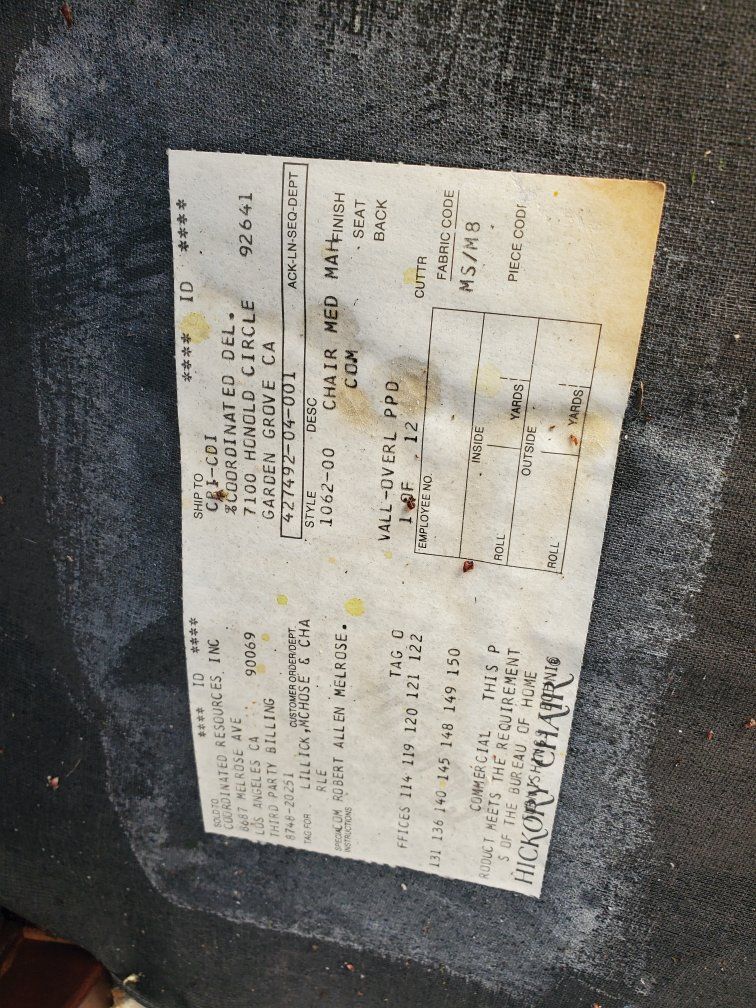 **** ID ****
SOLD TO
COORDINATED RESOURCES, INC
8687 MELROSE AVE
LOS ANGELES CA 90069
THIRD PARTY BILLING
8748-20251 CUSTOMER ORDER/DEPT
TAG FOR LILLICK,MCHOSE & CHA
RLE
SPECIAL COM ROBERT ALLEN MELROSE.
INSTRUCTIONS
TAG O
FFICES 114 119 120 121 122
131 136 140 145 148 149 150
COMMERCIAL THIS P
RODUCT MEETS THE REQUIREMENT
S OF THE BUREAU OF HOME
HICKORY CHAIR
**** ID ****
SHIP TO
CRI-CDI
%COORDINATED DEL.
7100 HONOLD CIRCLE
GARDEN GROVE CA 92641
427492-04-001 ACK-LN-SEQ-DEPT
STYLE DESC
1062-00 CHAIR MED MAH FINISH
COM SEAT
BACK
VALL-OVERL PPD
1 OF 12 CUTTR
EMPLOYEE NO. FABRIC CODE
MS/M8
INSIDE
ROLL YARDS
PIECE CODE
OUTSIDE
ROLL YARDS